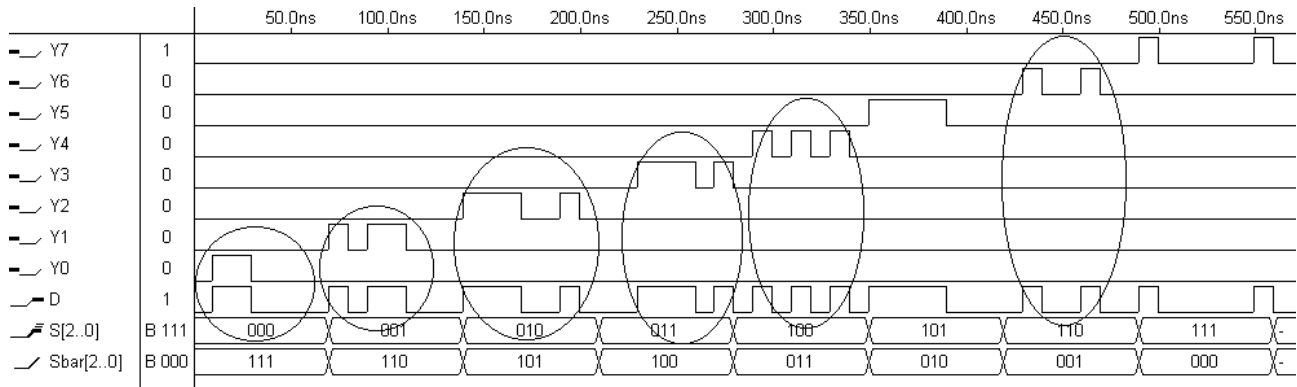 50.0ns 100.0ns 150.0ns 200.0ns 250.0ns 300.0ns 350.0ns 400.0ns 450.0ns 500.0ns 550.0ns
Y7 1
Y6 0
Y5 0
Y4 0
Y3 0
Y2 0
Y1 0
Y0 0
D 1
S[2..0] B 111 000 001 010 011 100 101 110 111 -
Sbar[2..0] B 000 111 110 101 100 011 010 001 000 -